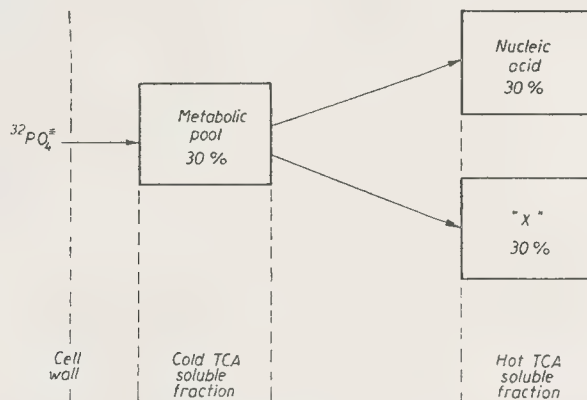 Nucleic
acid
30 %
Metabolic
pool
30 %
³²PO₄≡
"X"
30 %
Cell
wall
Cold TCA
soluble
fraction
Hot TCA
soluble
fraction